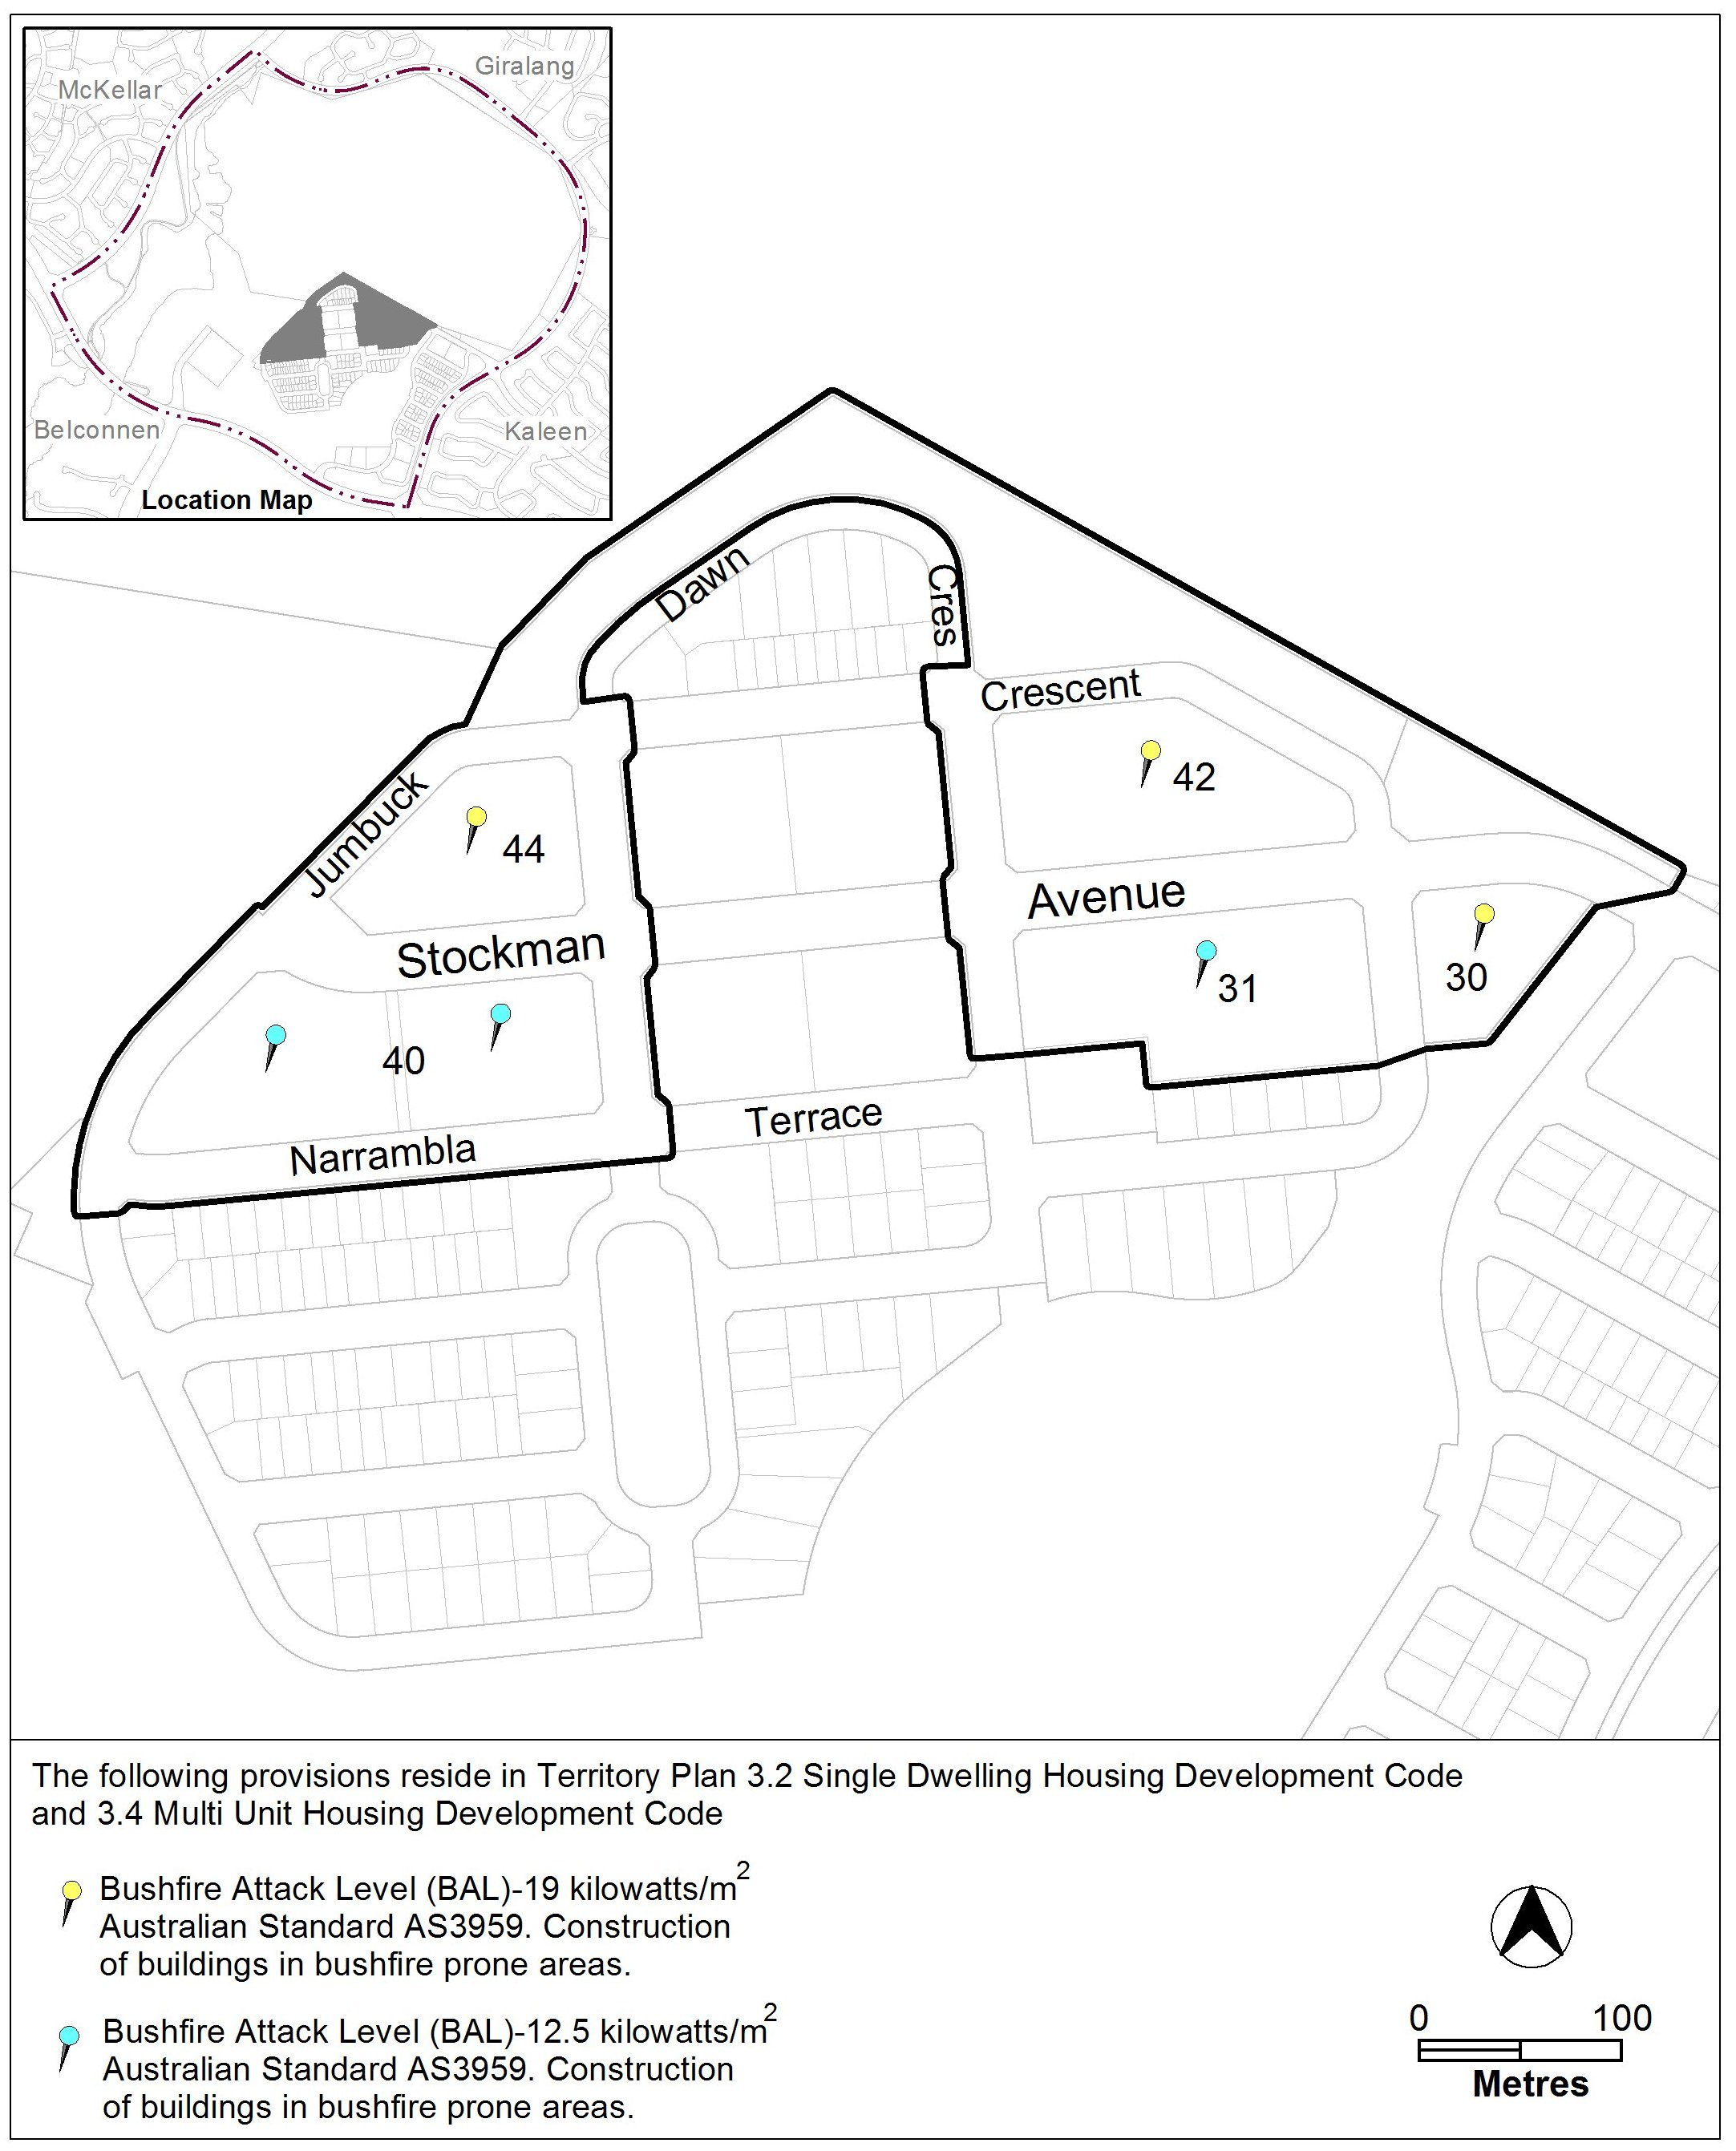 McKellar
Giralang
Belconnen
Kaleen
Location Map
Dawn
Cres
Crescent
42
Jumbuck
44
Avenue
Stockman
30
31
40
Terrace
Narrambla
The following provisions reside in Territory Plan 3.2 Single Dwelling Housing Development Code
and 3.4 Multi Unit Housing Development Code
Bushfire Attack Level (BAL)-19 kilowatts/m²
Australian Standard AS3959. Construction
of buildings in bushfire prone areas.
Bushfire Attack Level (BAL)-12.5 kilowatts/m²
Australian Standard AS3959. Construction
of buildings in bushfire prone areas.
0 100
Metres